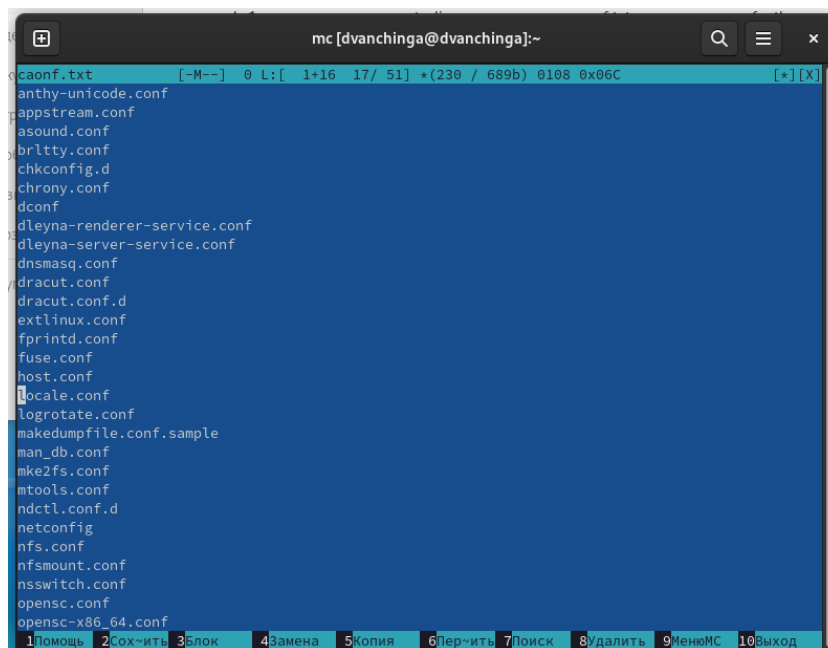 mc [dvanchinga@dvanchinga]:~
caonf.txt [-M--] 0 L:[ 1+16 17/ 51] *(230 / 689b) 0108 0x06C [*][X]
anthy-unicode.conf
appstream.conf
asound.conf
brltty.conf
chkconfig.d
chrony.conf
dconf
dleyna-renderer-service.conf
dleyna-server-service.conf
dnsmasq.conf
dracut.conf
dracut.conf.d
extlinux.conf
fprintd.conf
fuse.conf
host.conf
locale.conf
logrotate.conf
makedumpfile.conf.sample
man_db.conf
mke2fs.conf
mtools.conf
ndctl.conf.d
netconfig
nfs.conf
nfsmount.conf
nsswitch.conf
opensc.conf
opensc-x86_64.conf
1Помощь 2Сох~ить 3Блок 4Замена 5Копия 6Пер~ить 7Поиск 8Удалить 9МенюМС 10Выход